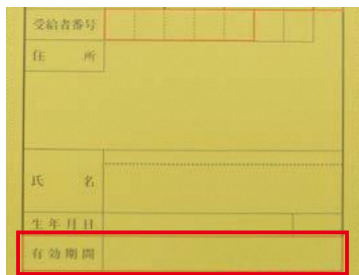 受給者番号
住 所
氏 名
生年月日
有効期間